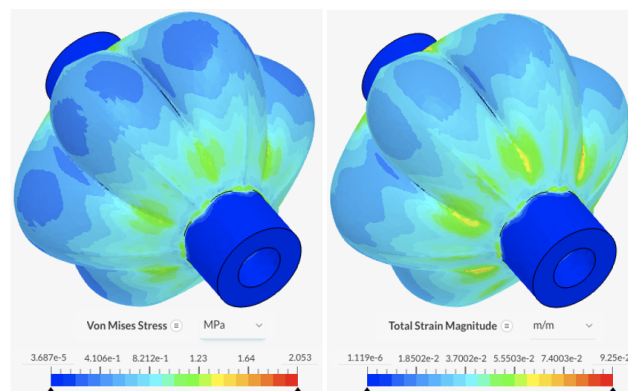 Von Mises Stress MPa
3.687e-5 4.106e-1 8.212e-1 1.23 1.64 2.053
Total Strain Magnitude m/m
1.119e-6 1.8502e-2 3.7002e-2 5.5503e-2 7.4003e-2 9.25e-2